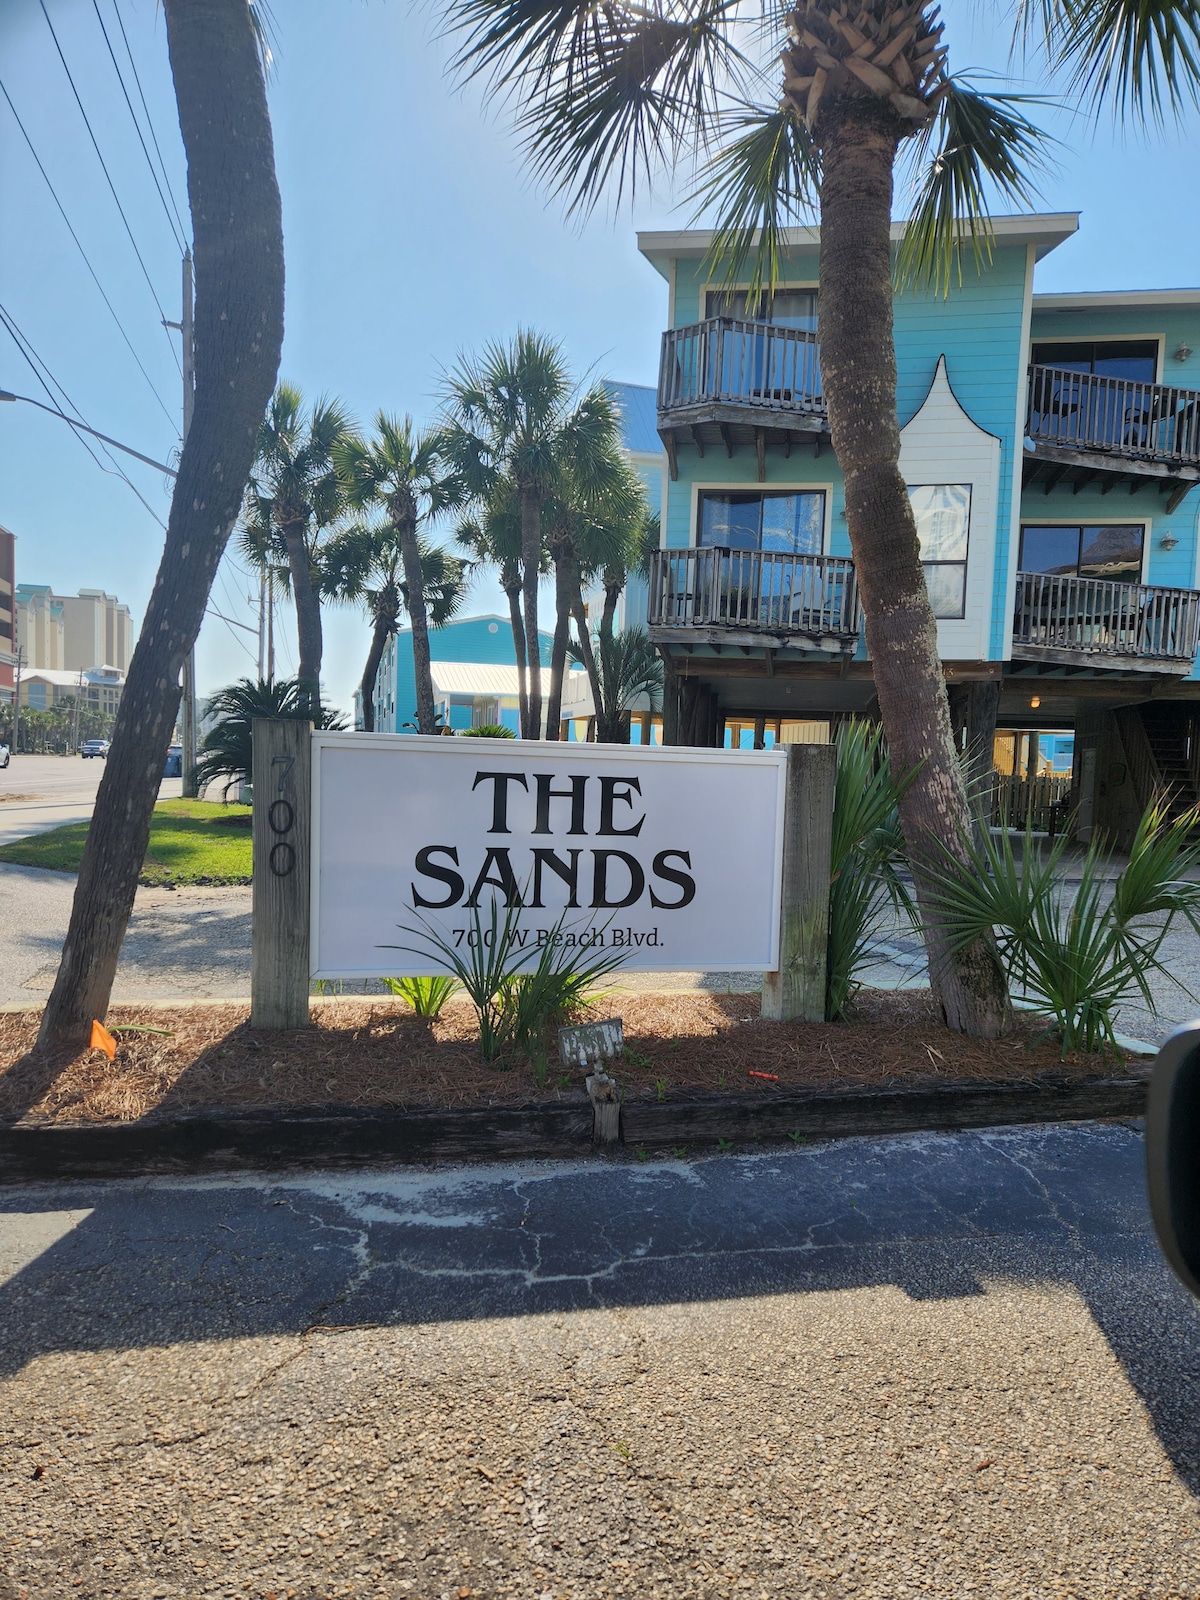 700
THE
SANDS
700 W Beach Blvd.